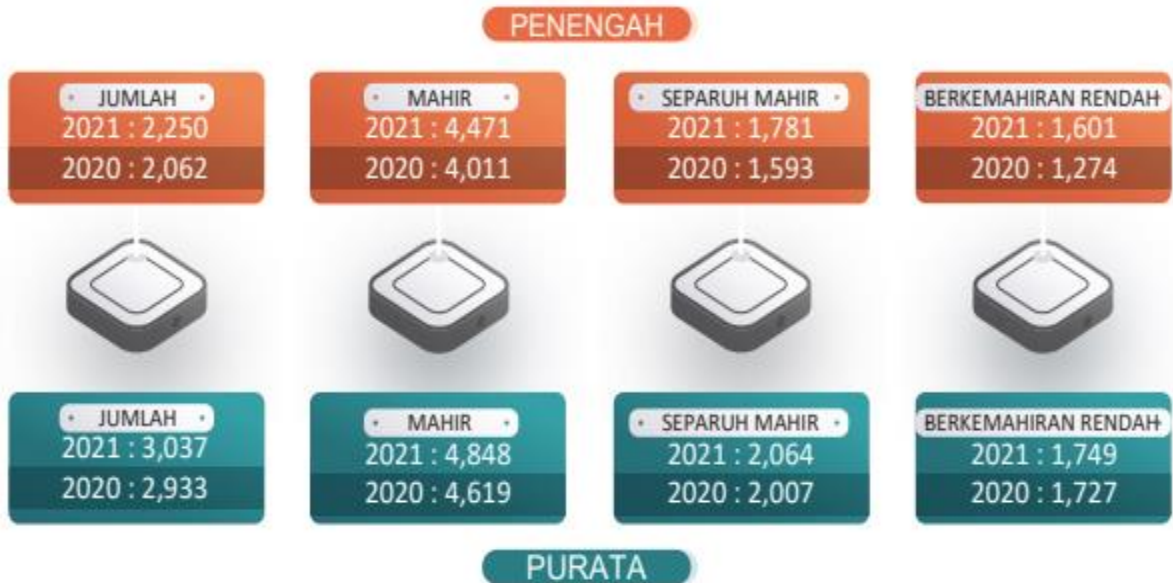 PENENGAH
JUMLAH
2021 : 2,250
2020 : 2,062
MAHIR
2021 : 4,471
2020 : 4,011
SEPARUH MAHIR
2021 : 1,781
2020 : 1,593
BERKEMAHIRAN RENDAH
2021 : 1,601
2020 : 1,274
JUMLAH
2021 : 3,037
2020 : 2,933
MAHIR
2021 : 4,848
2020 : 4,619
SEPARUH MAHIR
2021 : 2,064
2020 : 2,007
BERKEMAHIRAN RENDAH
2021 : 1,749
2020 : 1,727
PURATA